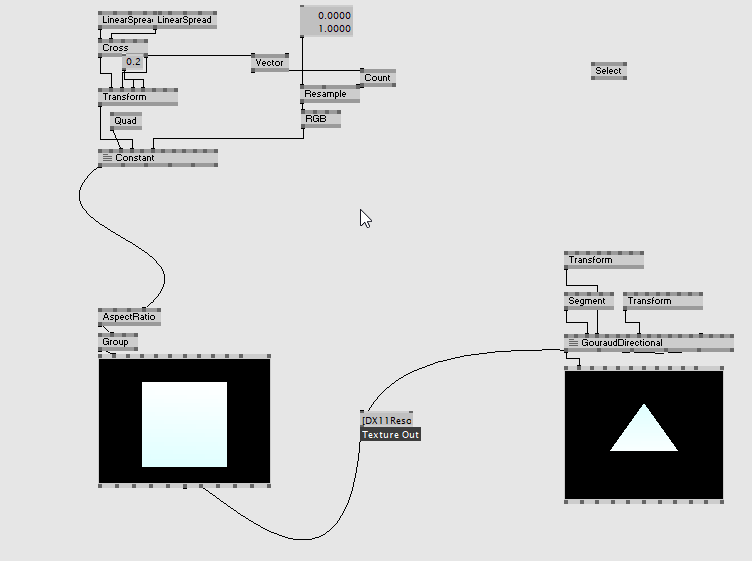 LinearSprea LinearSpread
Cross
0.2
Transform
Quad
Constant
0.0000
1.0000
Vector
Count
Resample
RGB
Select
AspectRatio
Group
Transform
Segment Transform
GouraudDirectional
[DX11Reso
Texture Out